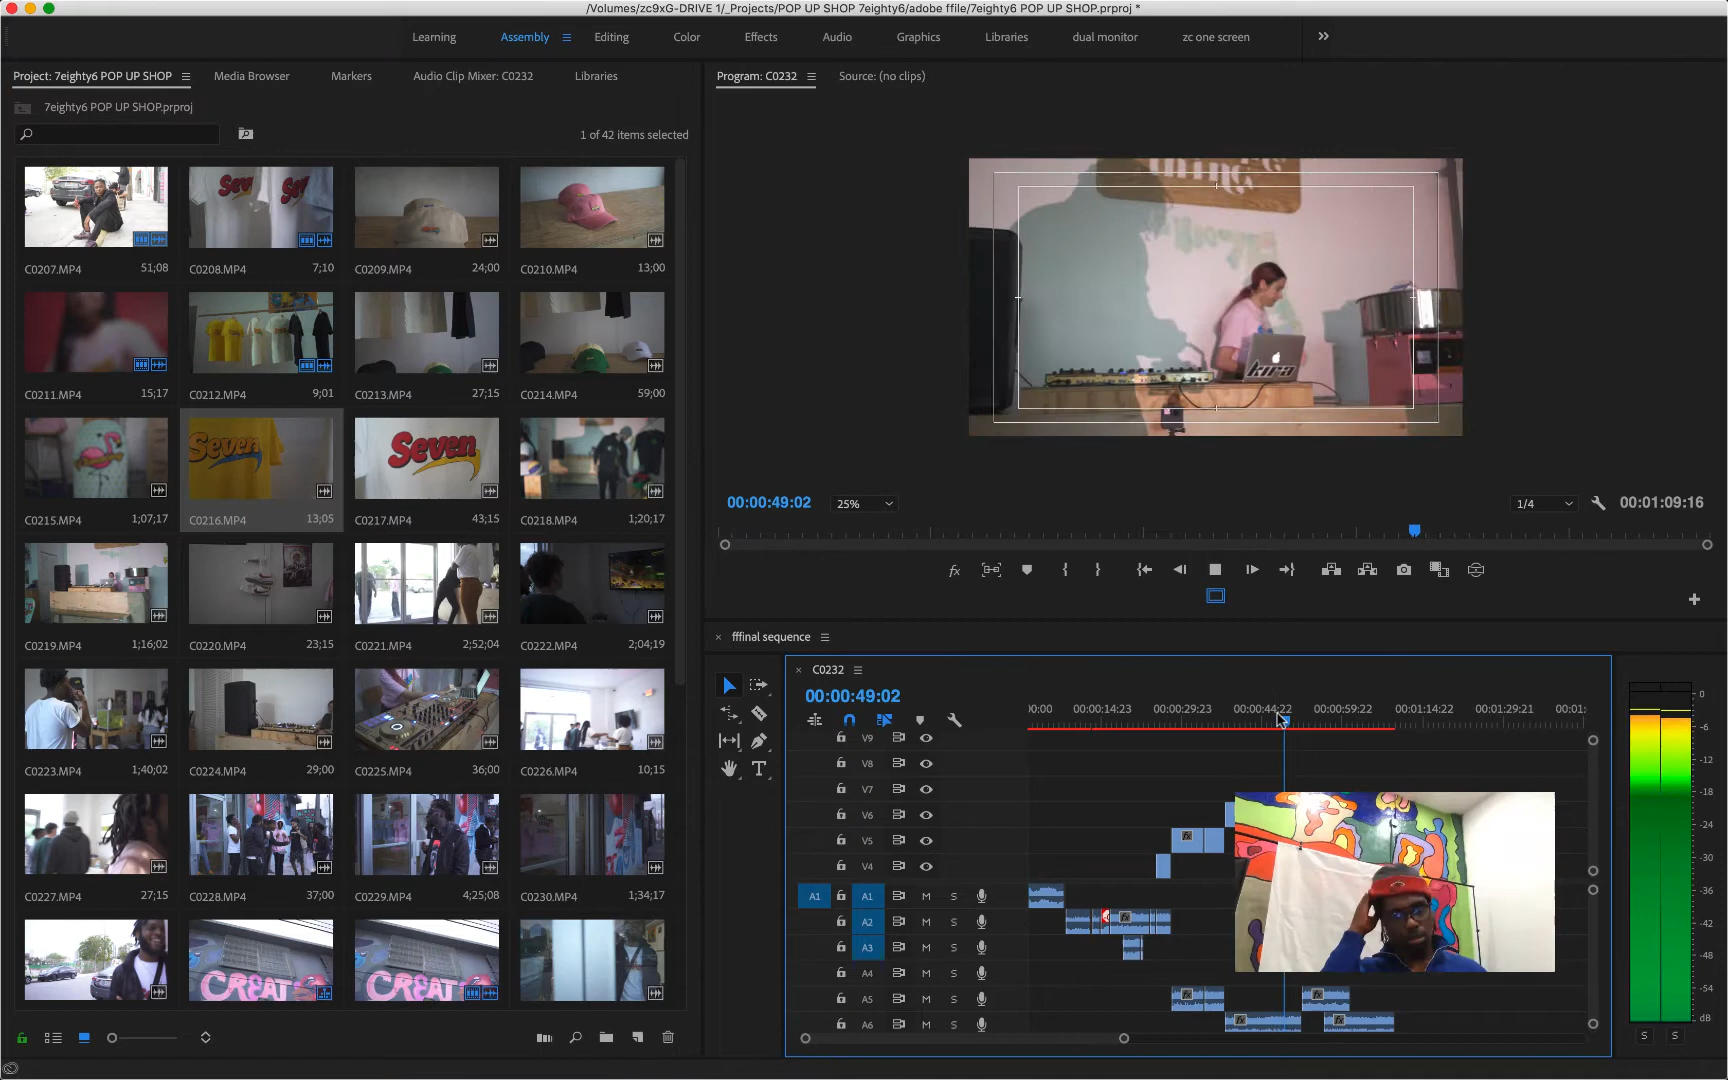 /Volumes/zc9xG-DRIVE 1/_Projects/POP UP SHOP 7eighty6/adobe ffile/7eighty6 POP UP SHOP.prproj *
Learning Assembly Editing Color Effects Audio Graphics Libraries dual monitor zc one screen
Project: 7eighty6 POP UP SHOP Media Browser Markers Audio Clip Mixer: C0232 Libraries
Program: C0232 Source: (no clips)
7eighty6 POP UP SHOP.prproj
1 of 42 items selected
Seven
C0207.MP4 51;08 C0208.MP4 7;10 C0209.MP4 24;00 C0210.MP4 13;00
C0211.MP4 15;17 C0212.MP4 9;01 C0213.MP4 27;15 C0214.MP4 59;00
Seven Seven
C0215.MP4 1;07;17 C0216.MP4 13;05 C0217.MP4 43;15 C0218.MP4 1;20;17
C0219.MP4 1;16;02 C0220.MP4 23;15 C0221.MP4 2;52;04 C0222.MP4 2;04;19
C0223.MP4 1;40;02 C0224.MP4 29;00 C0225.MP4 36;00 C0226.MP4 10;15
C0227.MP4 27;15 C0228.MP4 37;00 C0229.MP4 4;25;08 C0230.MP4 1;34;17
CREAT CREAT
kira
00:00:49:02 25% 1/4 00:01:09:16
fffinal sequence
C0232
00:00:49:02
00:00 00:00:14:23 00:00:29:23 00:00:44:22 00:00:59:22 00:01:14:22 00:01:29:21 00:01:
V9
V8
V7
V6
V5
V4
A1 A1 M S
A2 M S
A3 M S
A4 M S
A5 M S
A6 M S
0
-6
-12
-18
-24
-30
-36
-42
-48
-54
dB
S S